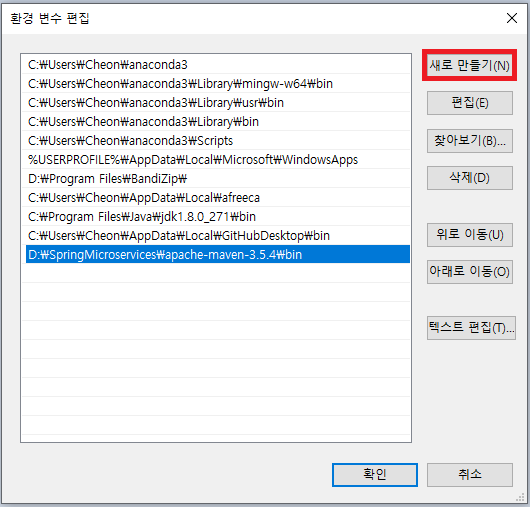 환경 변수 편집
C:₩Users₩Cheon₩anaconda3
C:₩Users₩Cheon₩anaconda3₩Library₩mingw-w64₩bin
C:₩Users₩Cheon₩anaconda3₩Library₩usr₩bin
C:₩Users₩Cheon₩anaconda3₩Library₩bin
C:₩Users₩Cheon₩anaconda3₩Scripts
%USERPROFILE%₩AppData₩Local₩Microsoft₩WindowsApps
D:₩Program Files₩BandiZip₩
C:₩Users₩Cheon₩AppData₩Local₩afreeca
C:₩Program Files₩Java₩jdk1.8.0_271₩bin
C:₩Users₩Cheon₩AppData₩Local₩GitHubDesktop₩bin
D:₩SpringMicroservices₩apache-maven-3.5.4₩bin
새로 만들기(N)
편집(E)
찾아보기(B)...
삭제(D)
위로 이동(U)
아래로 이동(O)
텍스트 편집(T)...
확인
취소